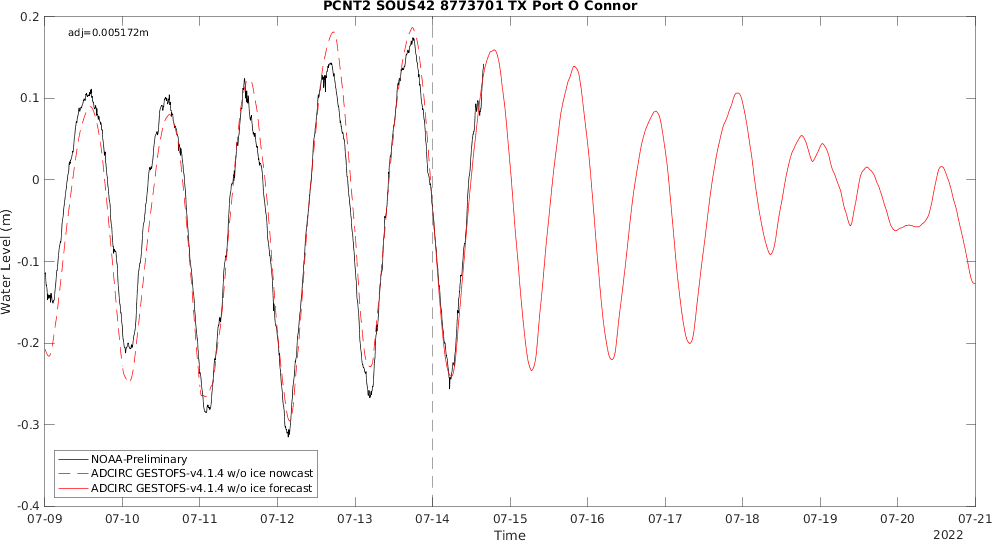 PCNT2 SOUS42 8773701 TX Port O Connor
adj=0.005172m
0.2
0.1
0
-0.1
-0.2
-0.3
-0.4
Water Level (m)
NOAA-Preliminary
ADCIRC GESTOFS-v4.1.4 w/o ice nowcast
ADCIRC GESTOFS-v4.1.4 w/o ice forecast
07-09 07-10 07-11 07-12 07-13 07-14 07-15 07-16 07-17 07-18 07-19 07-20 07-21
Time
2022